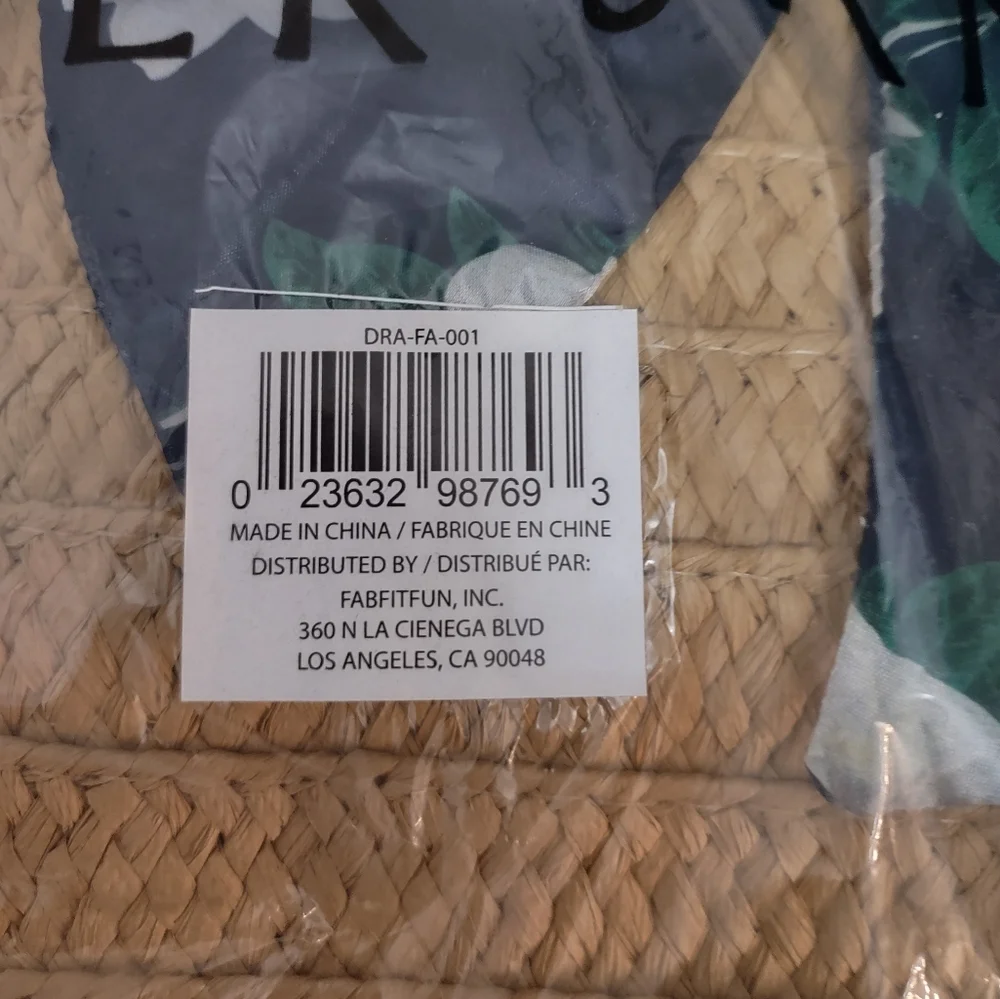 DRA-FA-001
0 23632 98769 3
MADE IN CHINA / FABRIQUE EN CHINE
DISTRIBUTED BY / DISTRIBUÉ PAR:
FABFITFUN, INC.
360 N LA CIENEGA BLVD
LOS ANGELES, CA 90048